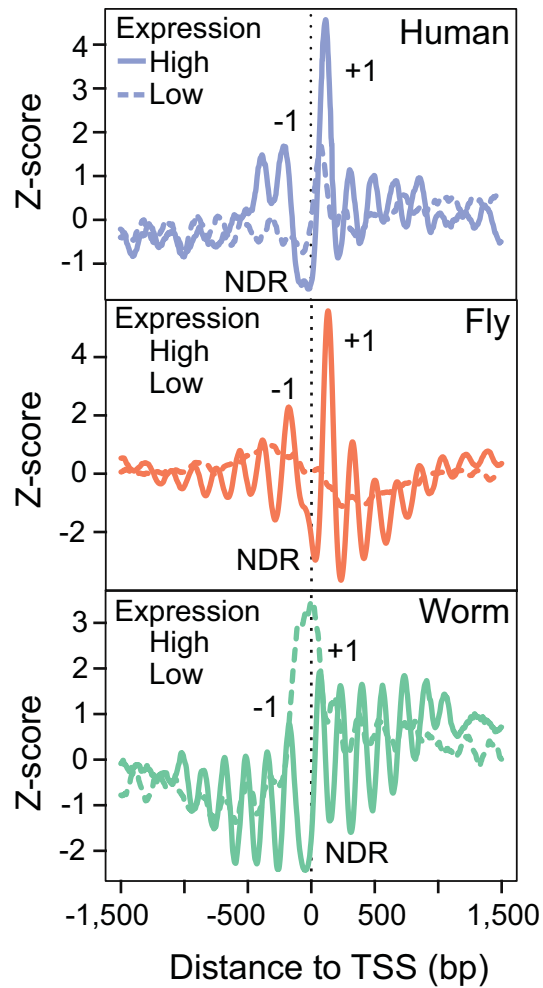 Expression
High
Low
Human
+1
-1
NDR
Z-score
4
3
2
1
0
-1
Expression
High
Low
Fly
+1
-1
NDR
Z-score
4
2
0
-2
Expression
High
Low
Worm
+1
-1
NDR
Z-score
3
2
1
0
-1
-2
-1,500 -500 0 500 1,500
Distance to TSS (bp)